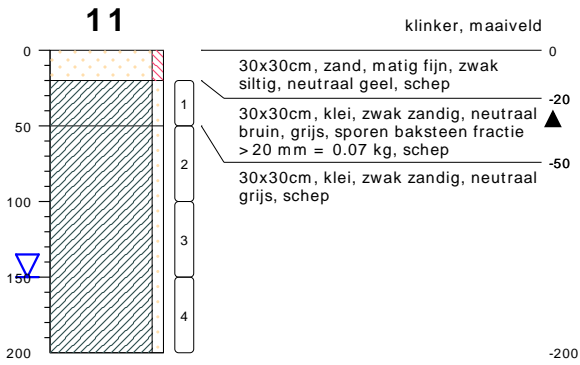 11
klinker, maaiveld
0
0
30x30cm, zand, matig fijn, zwak
siltig, neutraal geel, schep
-20
30x30cm, klei, zwak zandig, neutraal
bruin, grijs, sporen baksteen fractie
>20 mm = 0.07 kg, schep
-50
30x30cm, klei, zwak zandig, neutraal
grijs, schep
1
50
2
100
3
150
4
200
-200